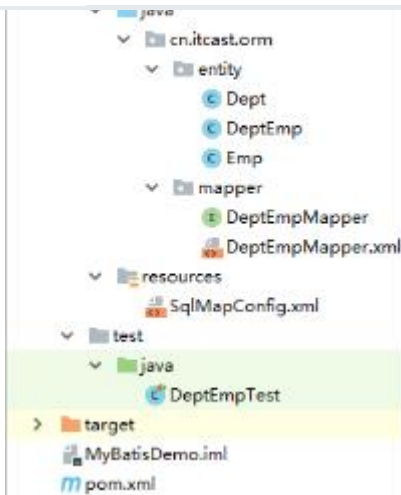 java
cn.itcast.orm
entity
Dept
DeptEmp
Emp
mapper
DeptEmpMapper
DeptEmpMapper.xml
resources
SqlMapConfig.xml
test
java
DeptEmpTest
target
MyBatisDemo.iml
pom.xml